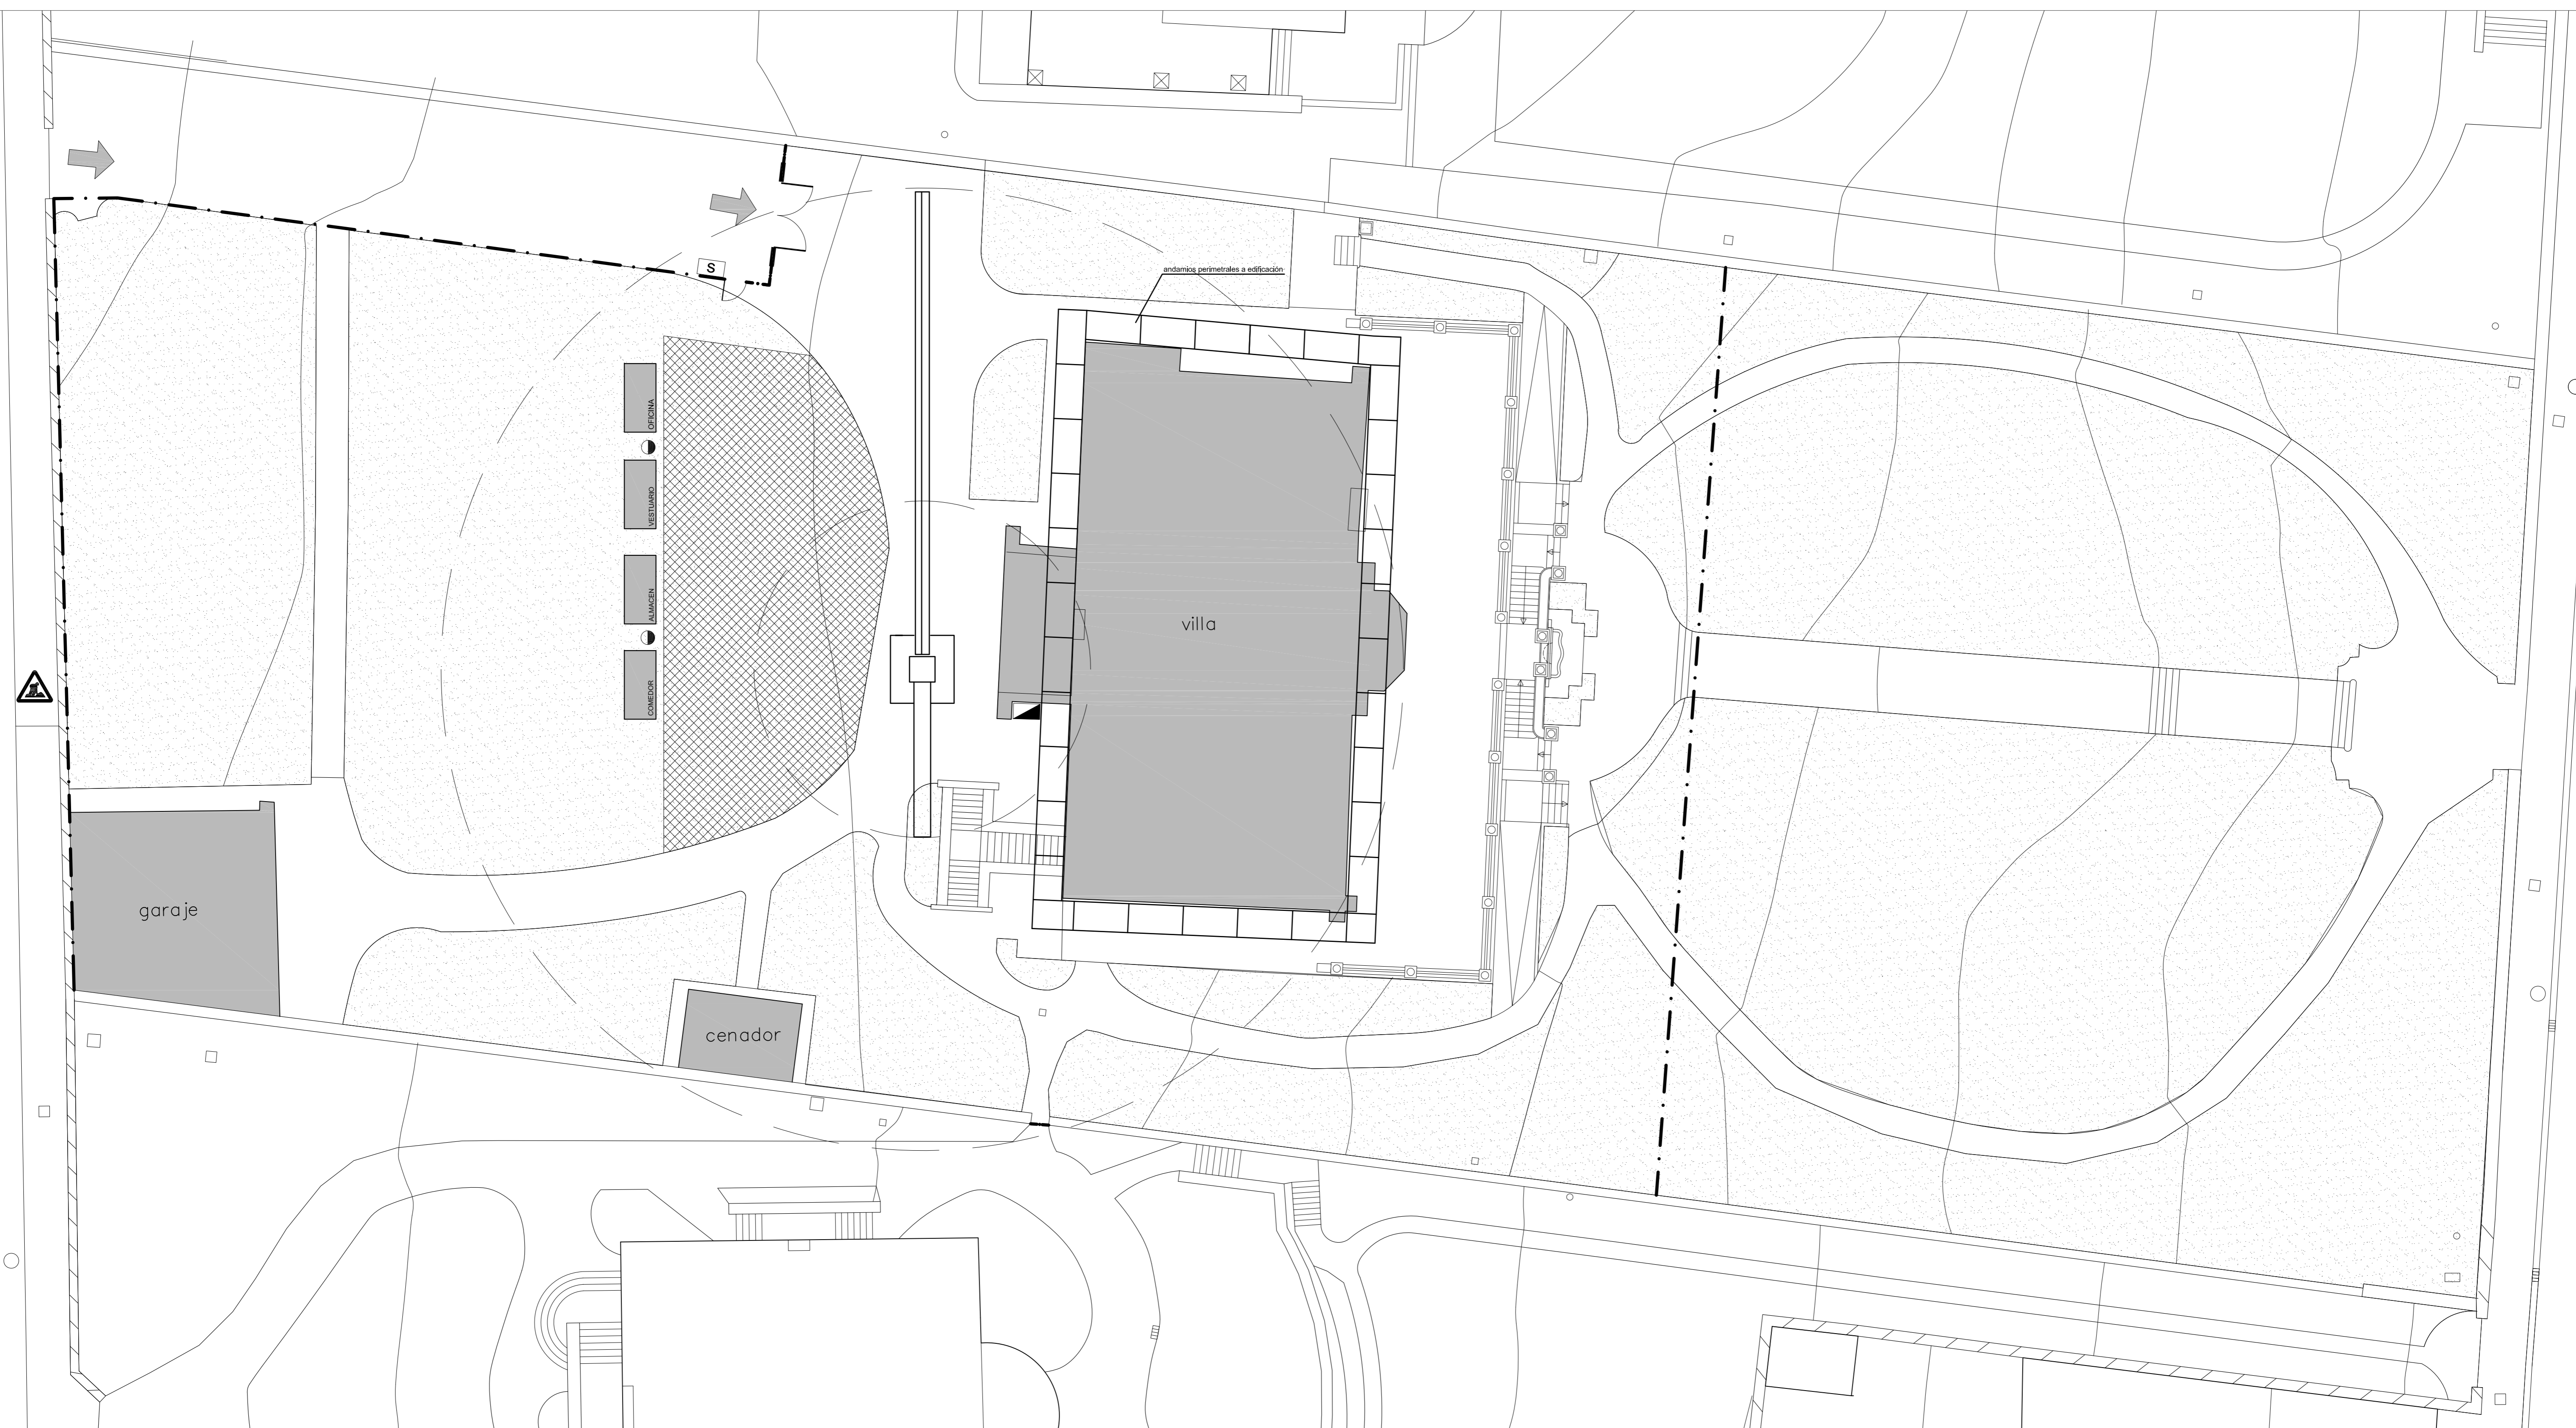 S
andamios perimetrales a edificación
OFICINA
VESTUARIO
ALMACEN
COMEDOR
villa
garaje
cenador